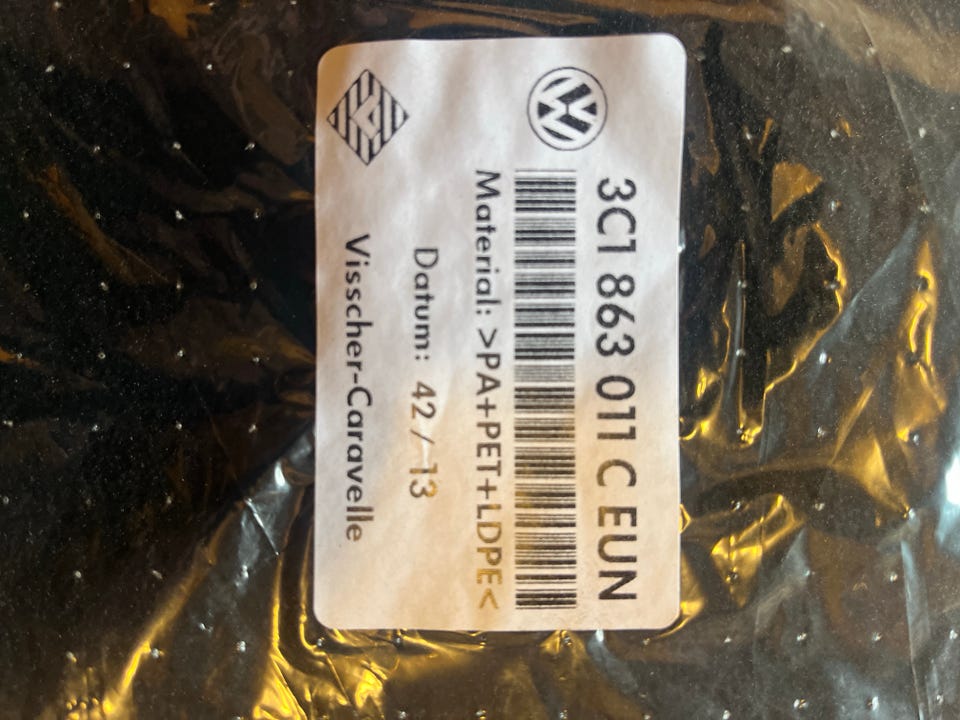 3C1 863 011 C EUN
Material: >PA+PET+LDPE<
Datum: 42/13
Visscher-Caravelle